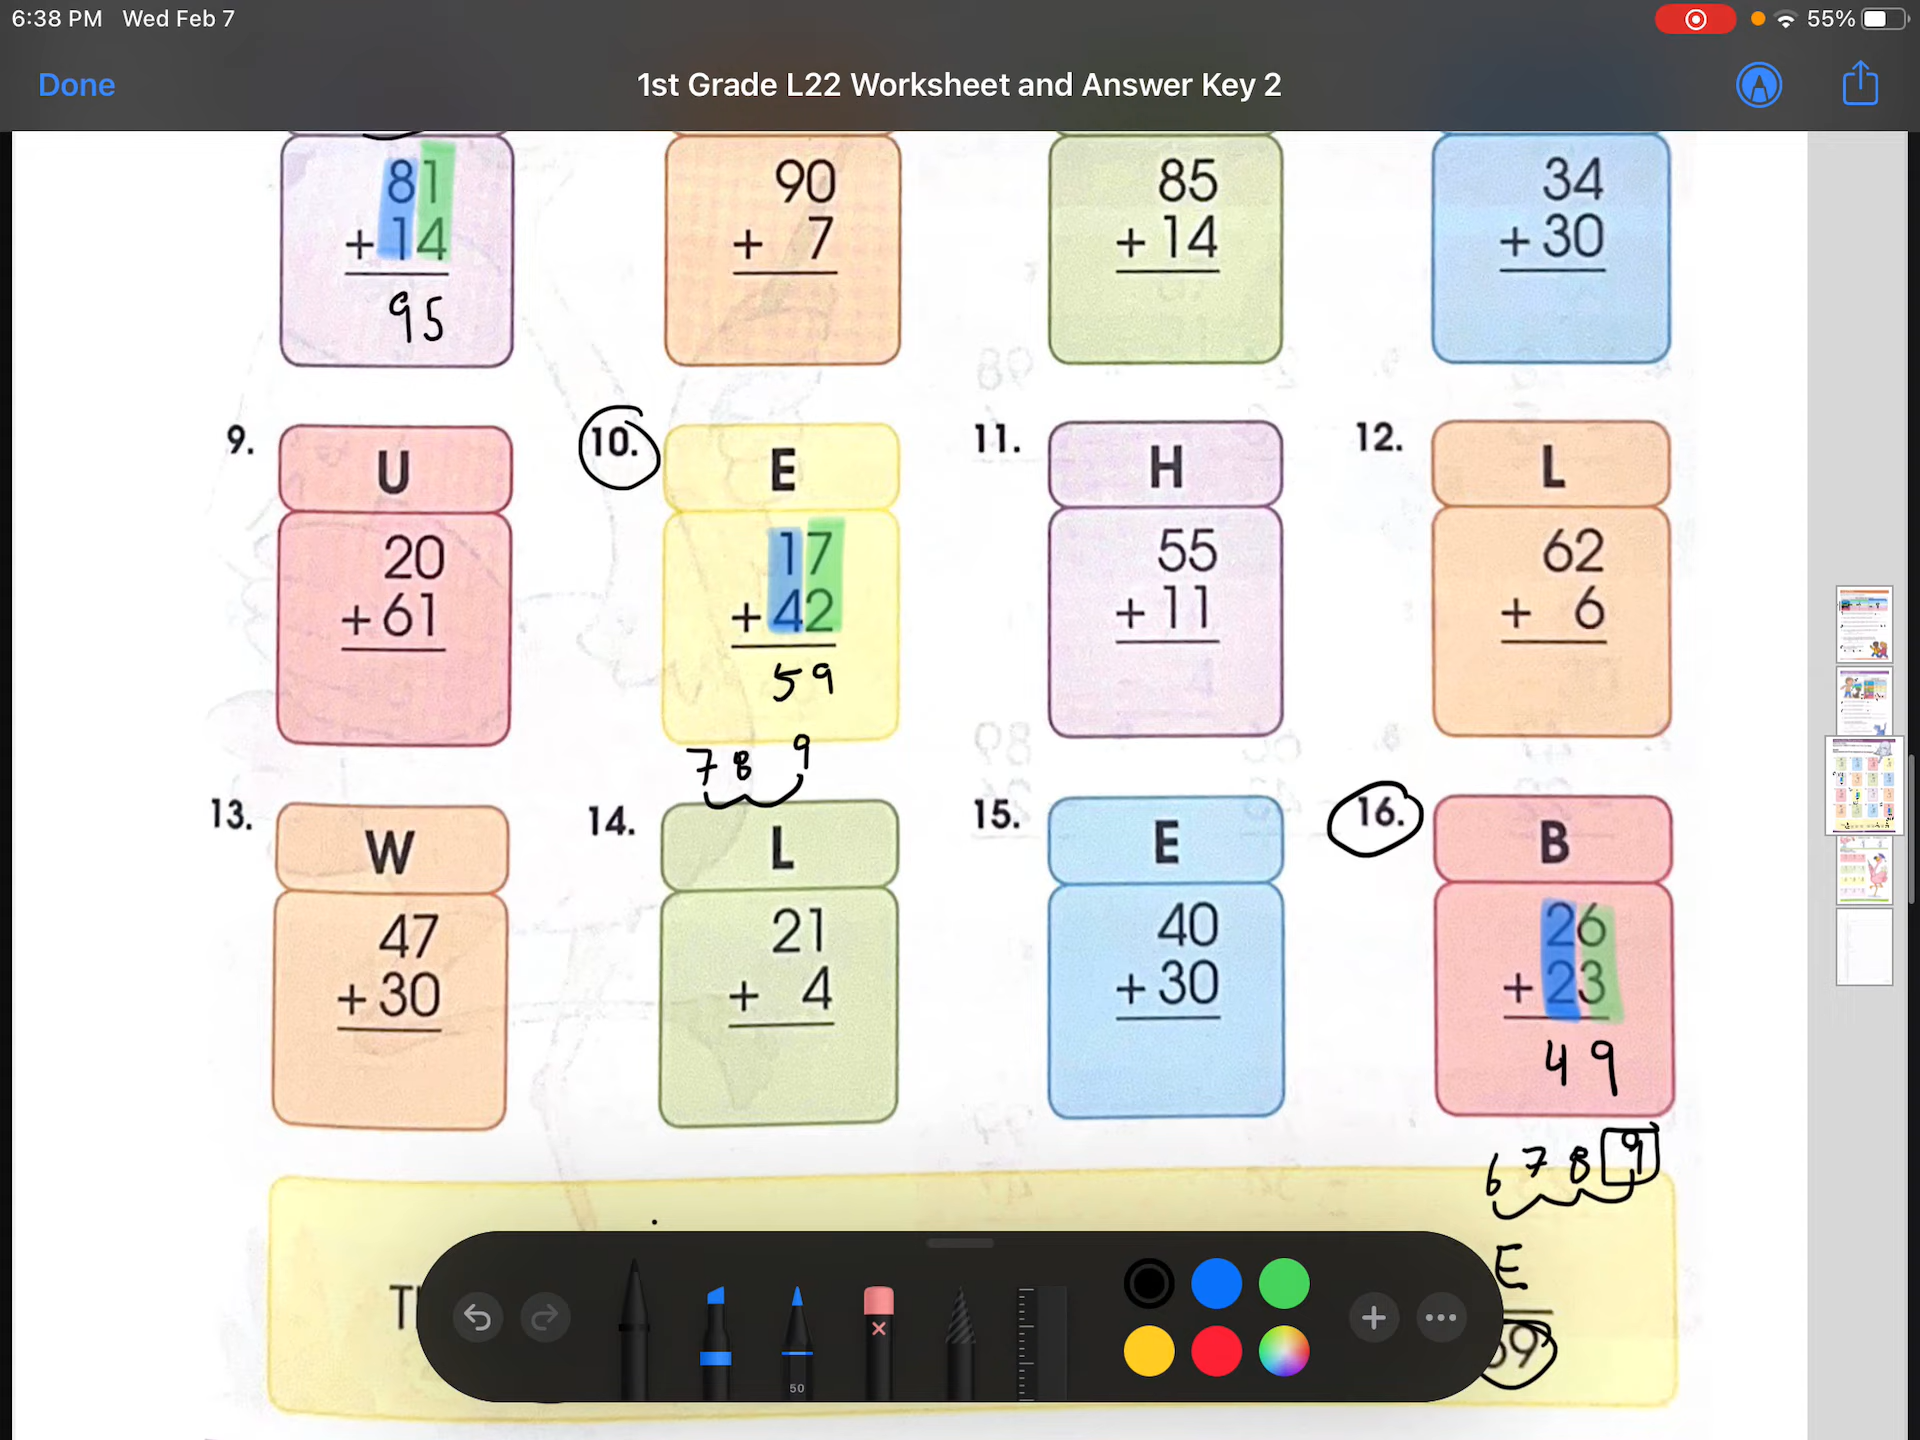 6:38 PM Wed Feb 7
55%
Done
1st Grade L22 Worksheet and Answer Key 2
81
+ 14
95
90
+ 7
85
+ 14
34
+ 30
9.
U
20
+ 61
10.
E
17
+ 42
59
7 8 9
11.
H
55
+ 11
12.
L
62
+ 6
13.
W
47
+ 30
14.
L
21
+ 4
15.
E
40
+ 30
16.
B
26
+ 23
49
6 7 8 9
E
50